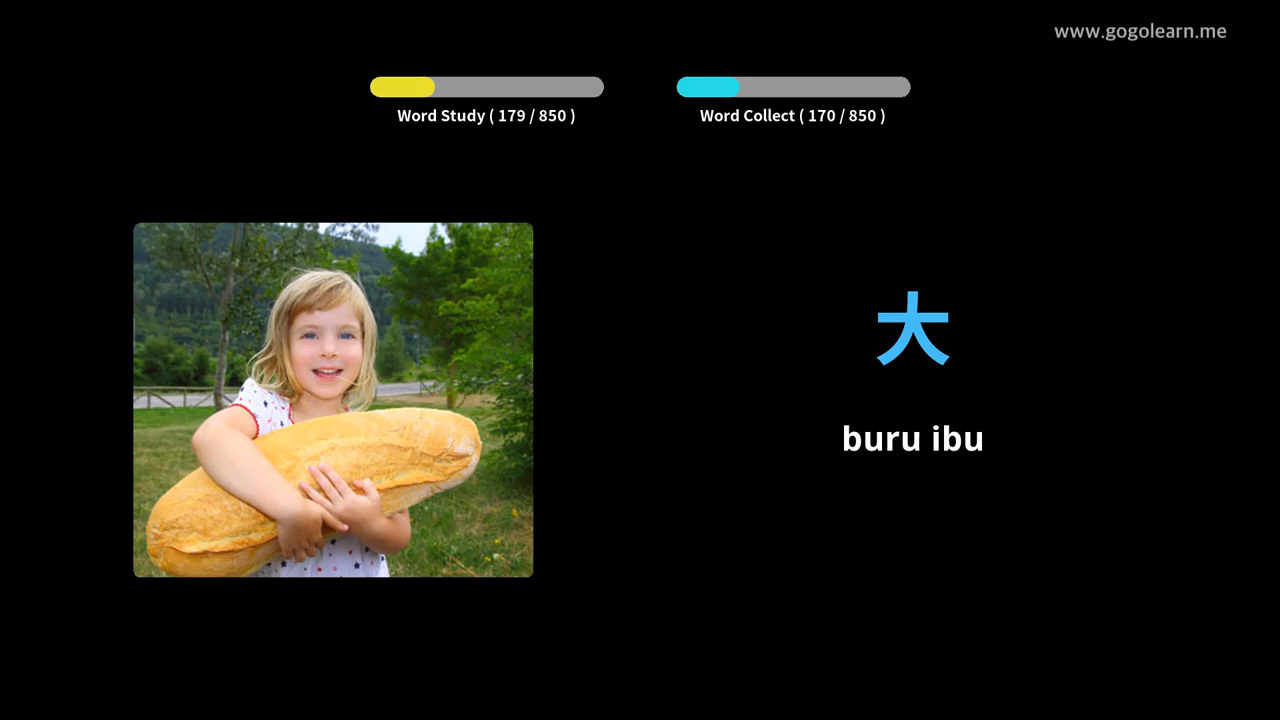 www.gogolearn.me
Word Study ( 179 / 850 )
Word Collect ( 170 / 850 )
大
buru ibu